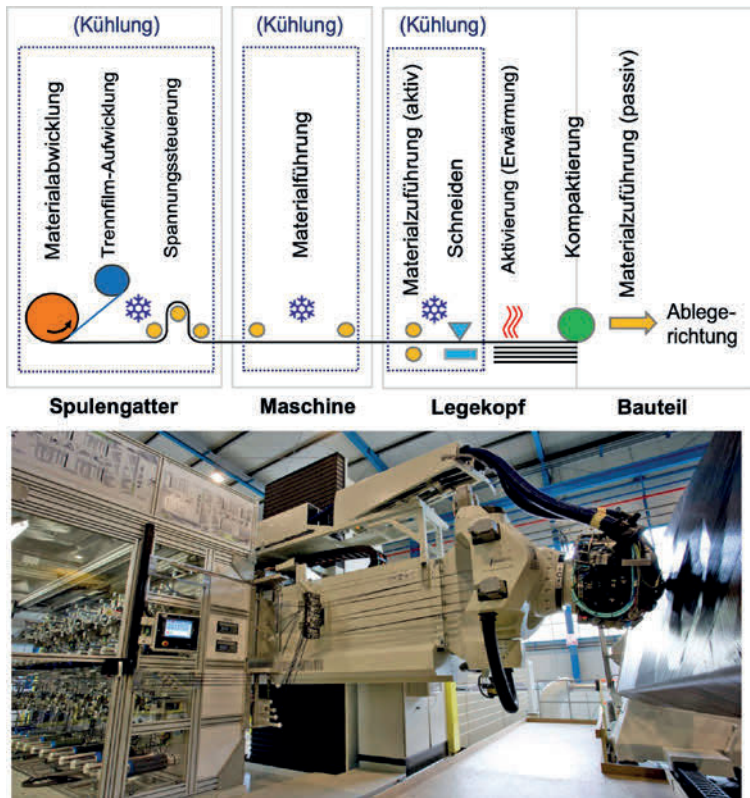 (Kühlung)
(Kühlung)
(Kühlung)
Materialabwicklung
Trennfilm-Aufwicklung
Spannungssteuerung
Materialführung
Materialzuführung (aktiv)
Schneiden
Aktivierung (Erwärmung)
Kompaktierung
Materialzuführung (passiv)
Ablege-
richtung
Spulengatter
Maschine
Legekopf
Bauteil